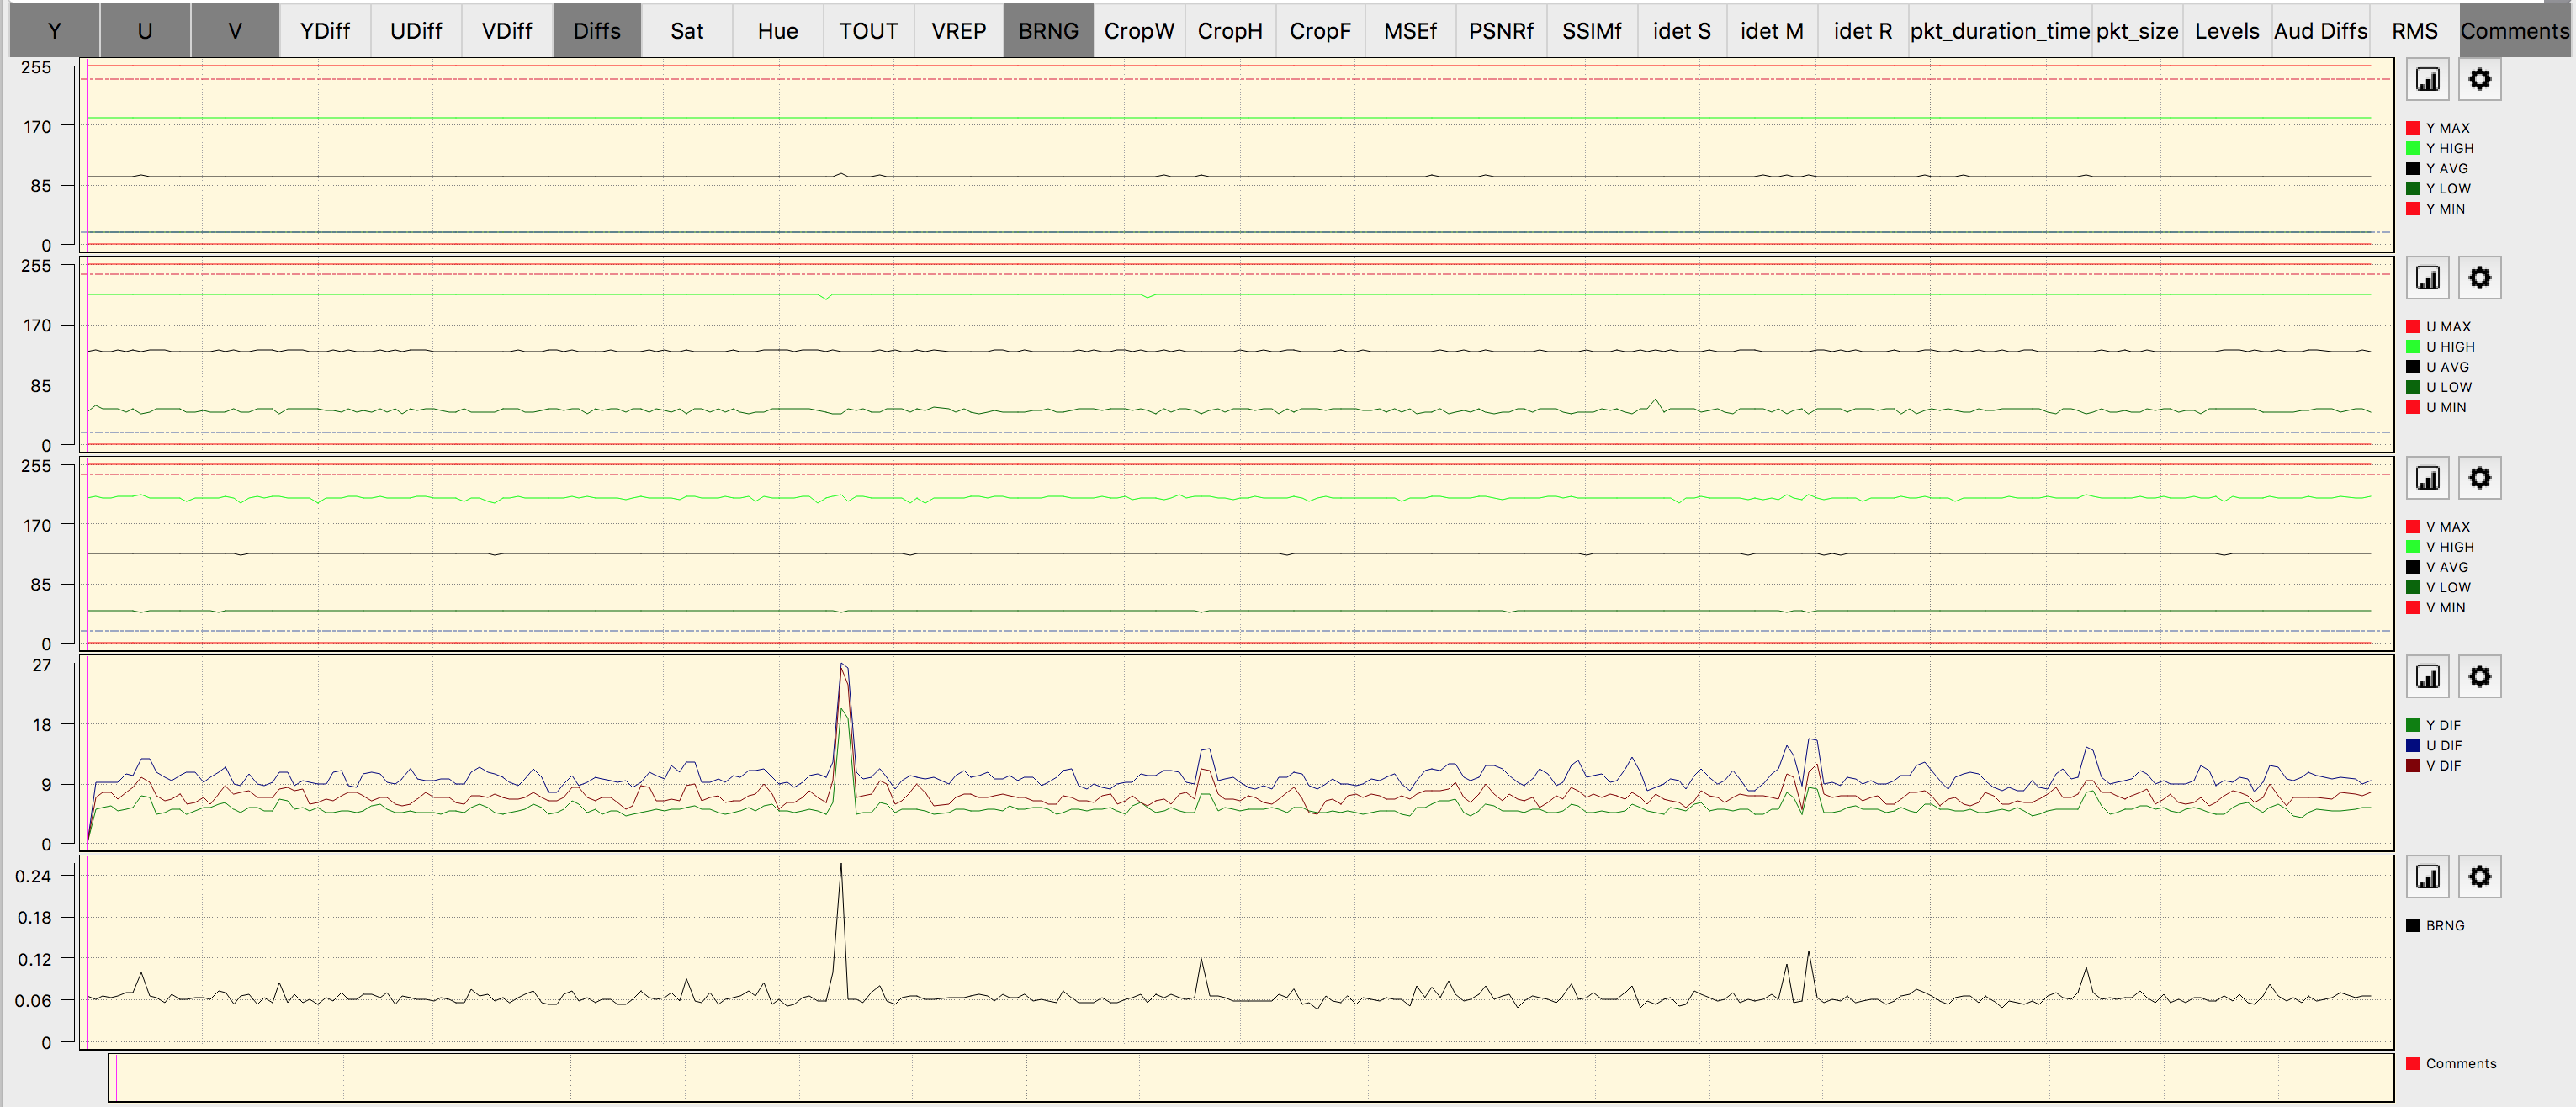 Y U V YDiff UDiff VDiff Diffs Sat Hue TOUT VREP BRNG CropW CropH CropF MSEf PSNRf SSIMf idet S idet M idet R pkt_duration_time pkt_size Levels Aud Diffs RMS Comments
255
170
85
0
Y MAX
Y HIGH
Y AVG
Y LOW
Y MIN
255
170
85
0
U MAX
U HIGH
U AVG
U LOW
U MIN
255
170
85
0
V MAX
V HIGH
V AVG
V LOW
V MIN
27
18
9
0
Y DIF
U DIF
V DIF
0.24
0.18
0.12
0.06
0
BRNG
Comments